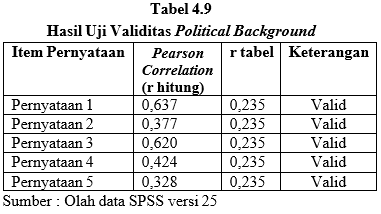 Tabel 4.9
Hasil Uji Validitas Political Background
Item Pernyataan Pearson Correlation (r hitung) r tabel Keterangan
Pernyataan 1 0,637 0,235 Valid
Pernyataan 2 0,377 0,235 Valid
Pernyataan 3 0,620 0,235 Valid
Pernyataan 4 0,424 0,235 Valid
Pernyataan 5 0,328 0,235 Valid
Sumber : Olah data SPSS versi 25